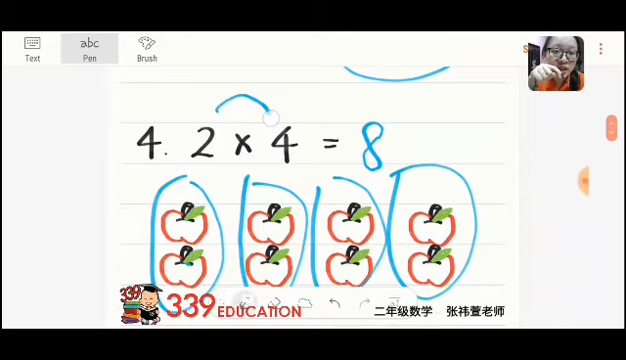 abc
Text
Pen
Brush
S
4. 2 × 4 = 8
339
339 EDUCATION
二年级数学 张祎萱老师